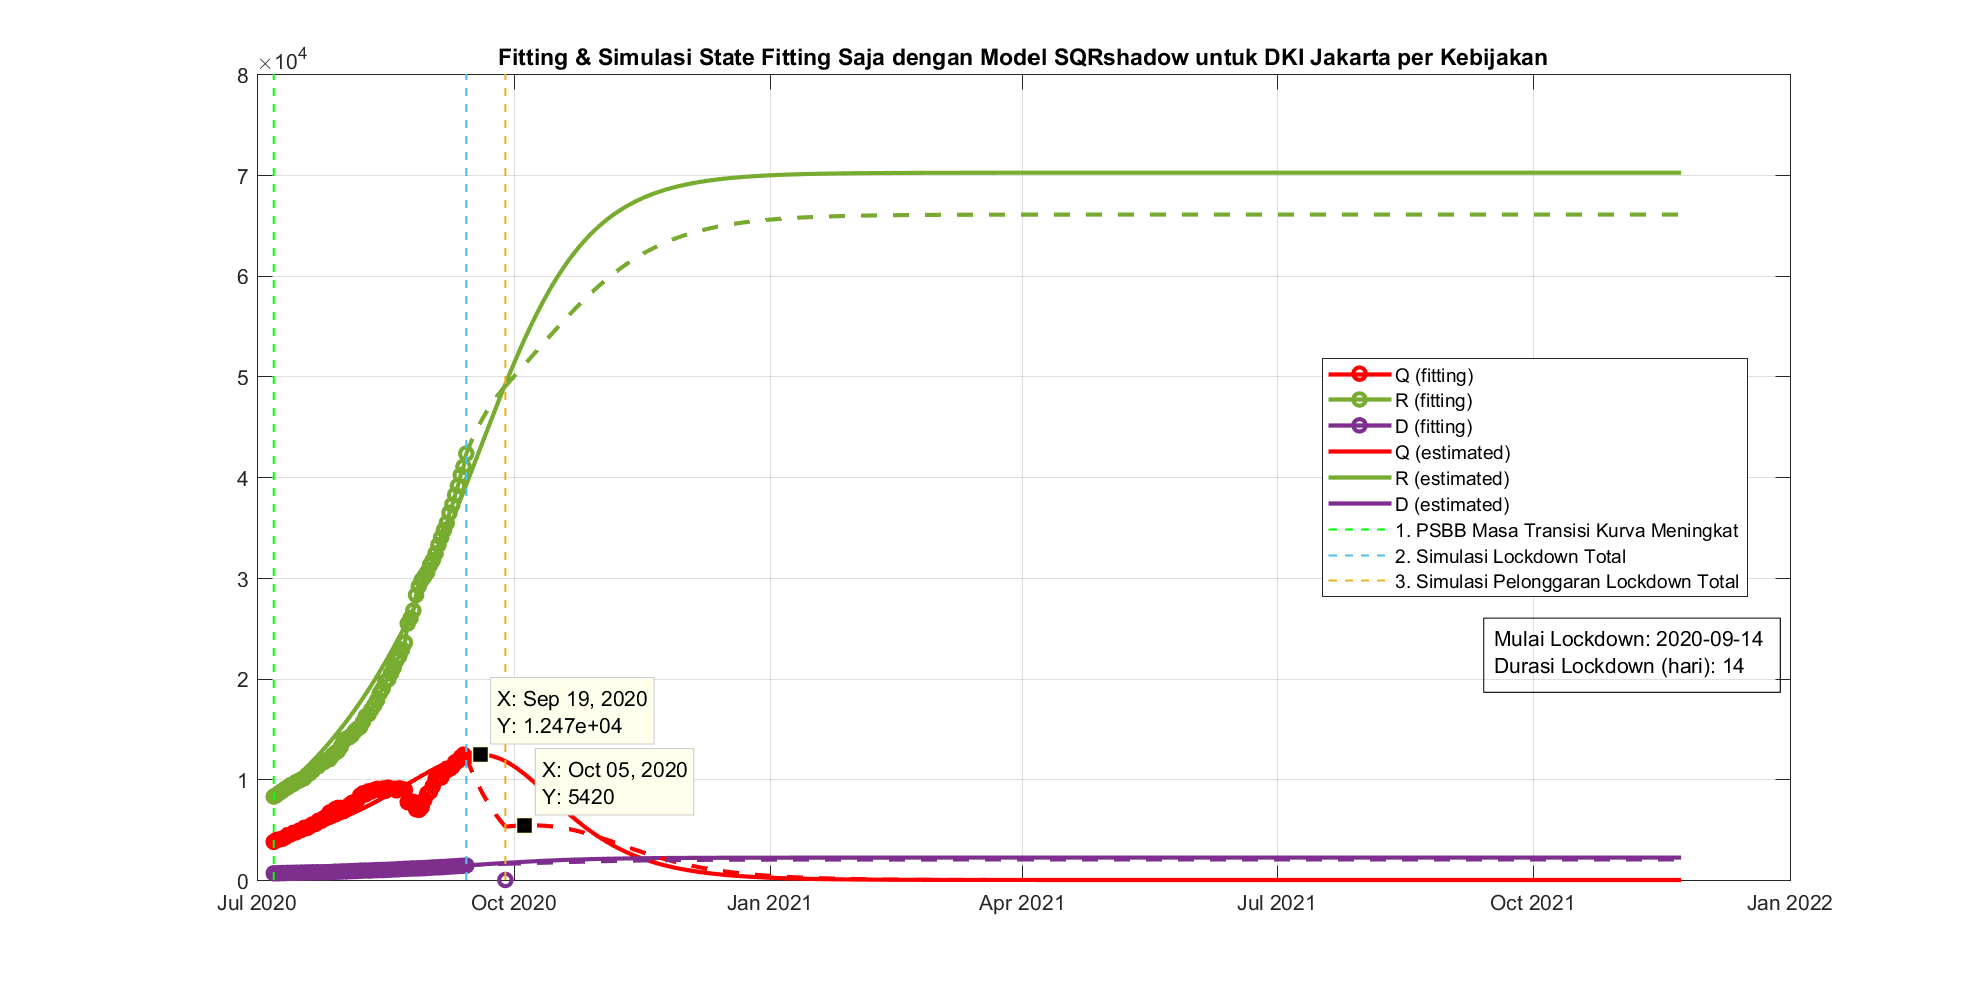 Fitting & Simulasi State Fitting Saja dengan Model SQRshadow untuk DKI Jakarta per Kebijakan
×10⁴
8
7
6
5
4
3
2
1
0
Q (fitting)
R (fitting)
D (fitting)
Q (estimated)
R (estimated)
D (estimated)
1. PSBB Masa Transisi Kurva Meningkat
2. Simulasi Lockdown Total
3. Simulasi Pelonggaran Lockdown Total
Mulai Lockdown: 2020-09-14
Durasi Lockdown (hari): 14
X: Sep 19, 2020
Y: 1.247e+04
X: Oct 05, 2020
Y: 5420
Jul 2020
Oct 2020
Jan 2021
Apr 2021
Jul 2021
Oct 2021
Jan 2022